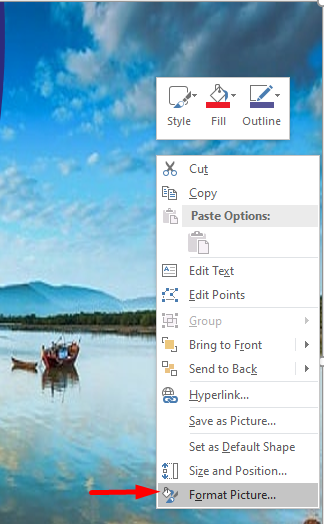 Style Fill Outline
Cut
Copy
Paste Options:
Edit Text
Edit Points
Group
Bring to Front
Send to Back
Hyperlink...
Save as Picture...
Set as Default Shape
Size and Position...
Format Picture...